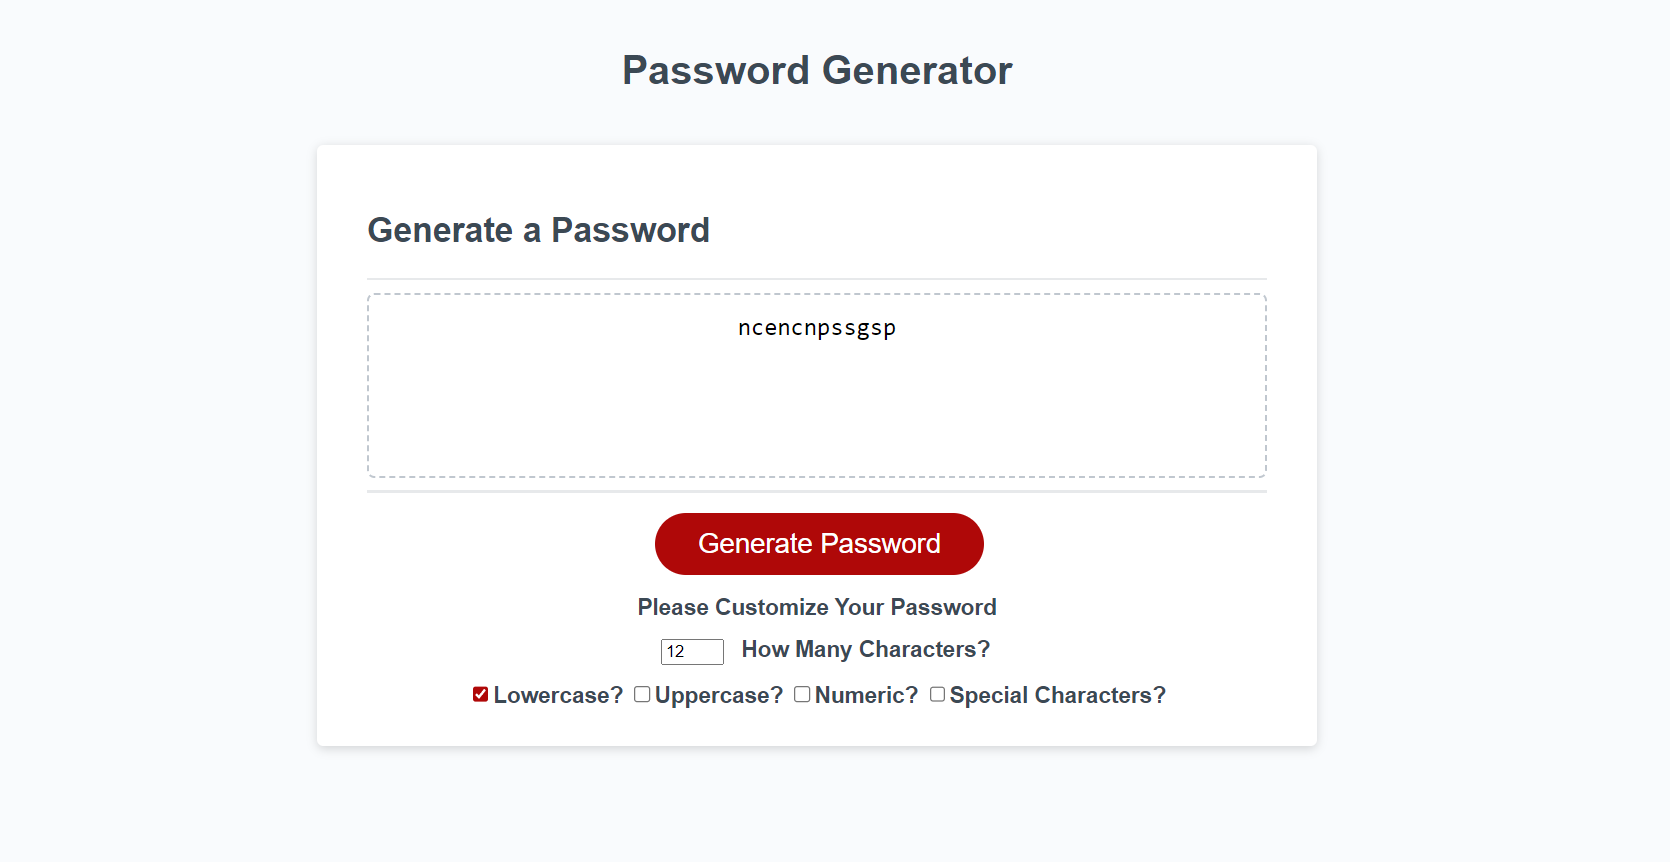 Password Generator
Generate a Password
ncencnpssgsp
Generate Password
Please Customize Your Password
12 How Many Characters?
Lowercase? Uppercase? Numeric? Special Characters?